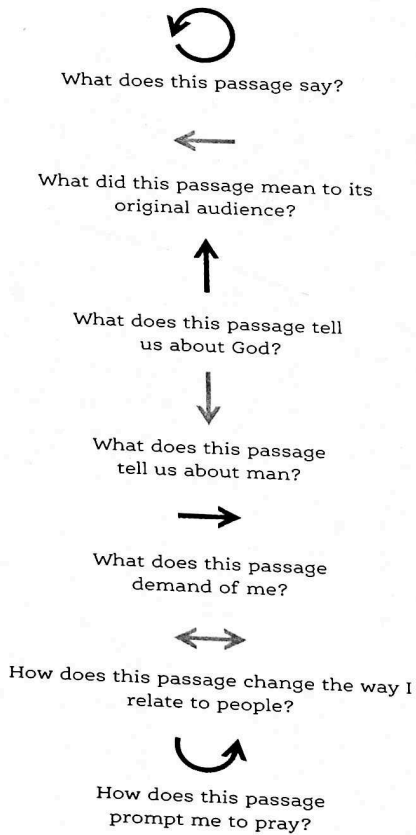 What does this passage say?
What did this passage mean to its
original audience?
What does this passage tell
us about God?
What does this passage
tell us about man?
What does this passage
demand of me?
How does this passage change the way I
relate to people?
How does this passage
prompt me to pray?